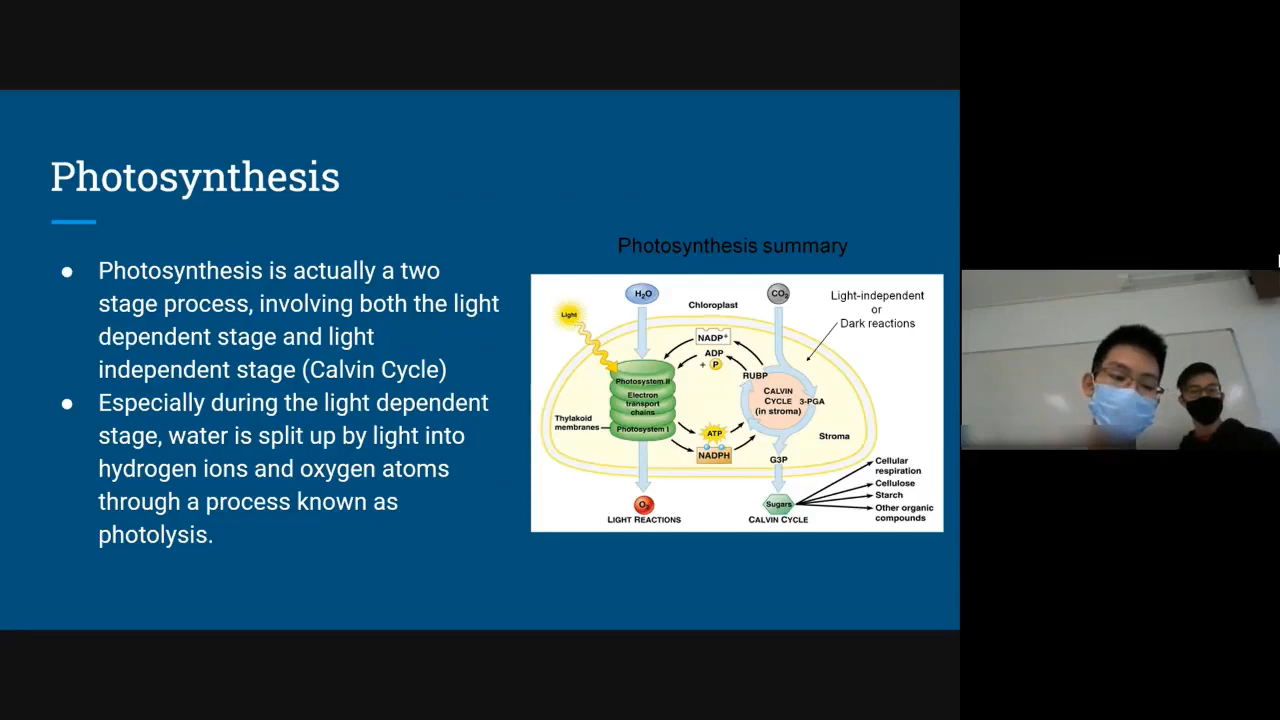 Photosynthesis
● Photosynthesis is actually a two
stage process, involving both the light
dependent stage and light
independent stage (Calvin Cycle)
● Especially during the light dependent
stage, water is split up by light into
hydrogen ions and oxygen atoms
through a process known as
photolysis.
Photosynthesis summary
H₂O
CO₂
Light-independent
or
Dark reactions
Light
Chloroplast
NADP⁺
ADP
+ P
RUBP
Photosystem II
Electron
transport
chains
Photosystem I
CALVIN
CYCLE
(in stroma)
3-PGA
Thylakoid
membranes
ATP
NADPH
Stroma
G3P
Cellular
respiration
Cellulose
Starch
Other organic
compounds
O₂
Sugars
LIGHT REACTIONS
CALVIN CYCLE